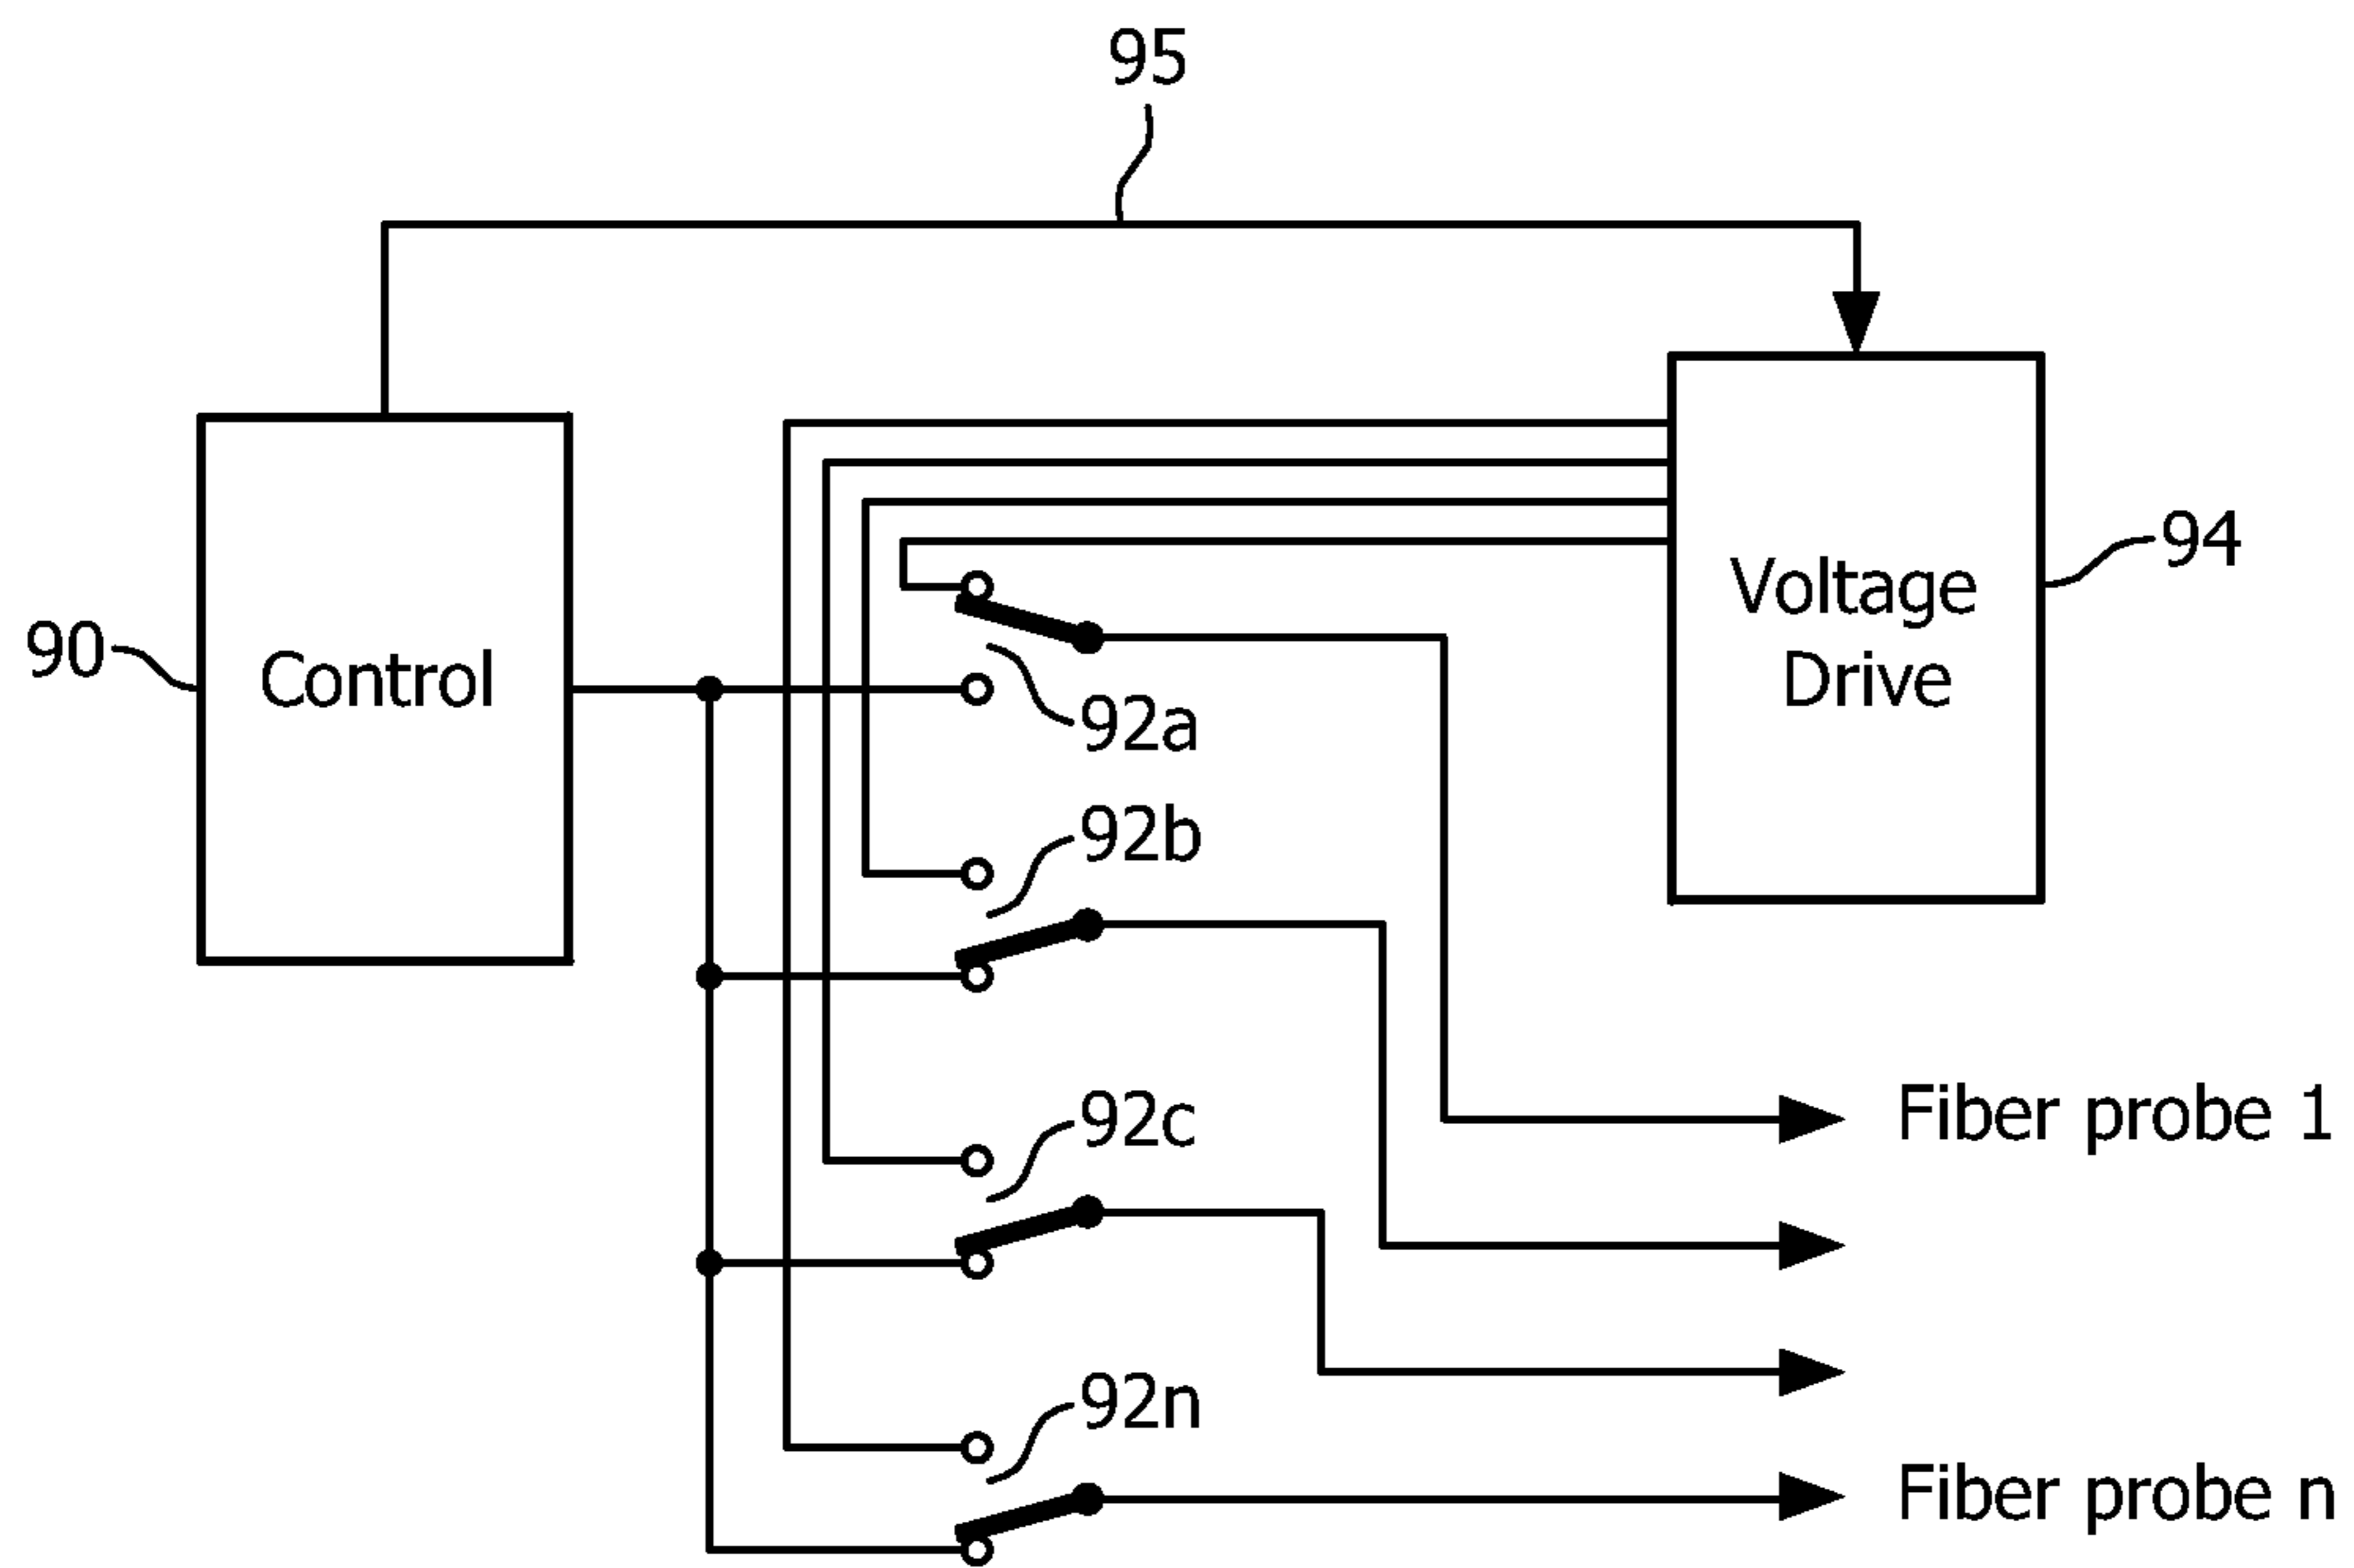 95
90
Control
Voltage
Drive
94
92a
92b
92c
92n
Fiber probe 1
Fiber probe n